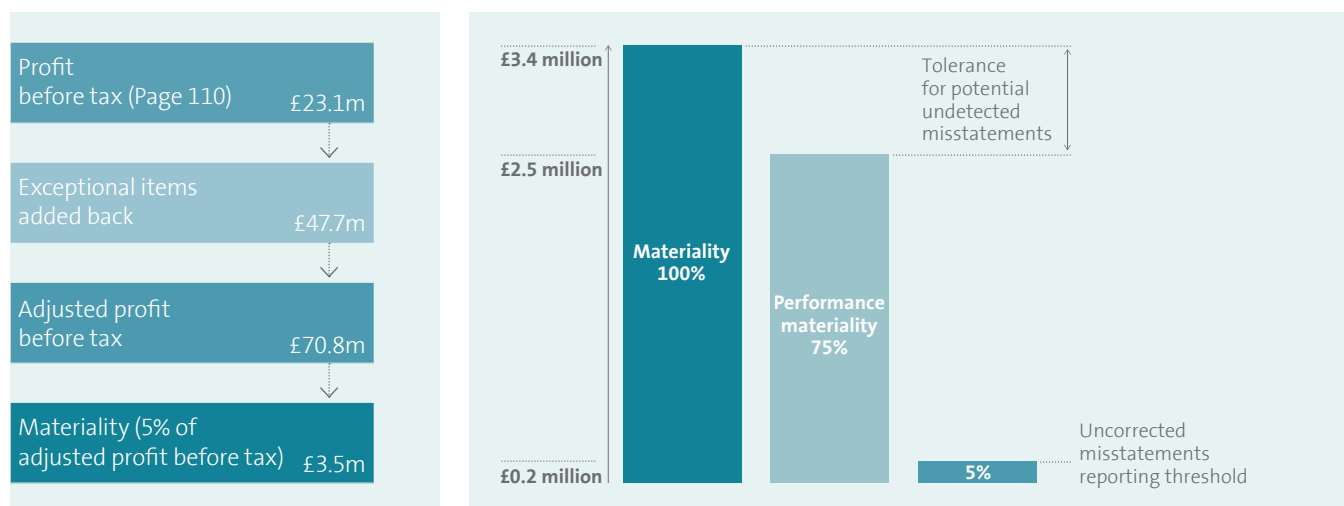 Profit
before tax (Page 110) £23.1m
Exceptional items
added back £47.7m
Adjusted profit
before tax £70.8m
Materiality (5% of
adjusted profit before tax) £3.5m
£3.4 million
£2.5 million
£0.2 million
Materiality
100%
Performance
materiality
75%
5%
Tolerance
for potential
undetected
misstatements
Uncorrected
misstatements
reporting threshold